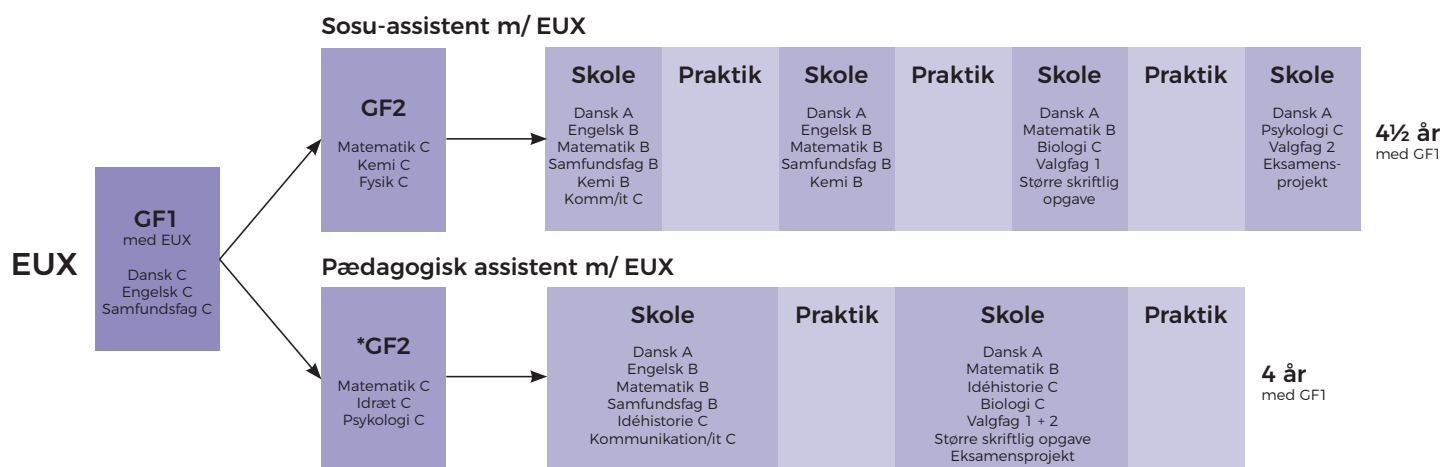 EUX
GF1
med EUX
Dansk C
Engelsk C
Samfundsfag C
Sosu-assistent m/ EUX
GF2
Matematik C
Kemi C
Fysik C
Skole
Dansk A
Engelsk B
Matematik B
Samfundsfag B
Kemi B
Komm/it C
Praktik
Skole
Dansk A
Engelsk B
Matematik B
Samfundsfag B
Kemi B
Praktik
Skole
Dansk A
Matematik B
Biologi C
Valgfag 1
Større skriftlig
opgave
Praktik
Skole
Dansk A
Psykologi C
Valgfag 2
Eksamens-
projekt
4½ år
med GF1
Pædagogisk assistent m/ EUX
*GF2
Matematik C
Idræt C
Psykologi C
Skole
Dansk A
Engelsk B
Matematik B
Samfundsfag B
Idéhistorie C
Kommunikation/it C
Praktik
Skole
Dansk A
Matematik B
Idéhistorie C
Biologi C
Valgfag 1 + 2
Større skriftlig opgave
Eksamensprojekt
Praktik
4 år
med GF1